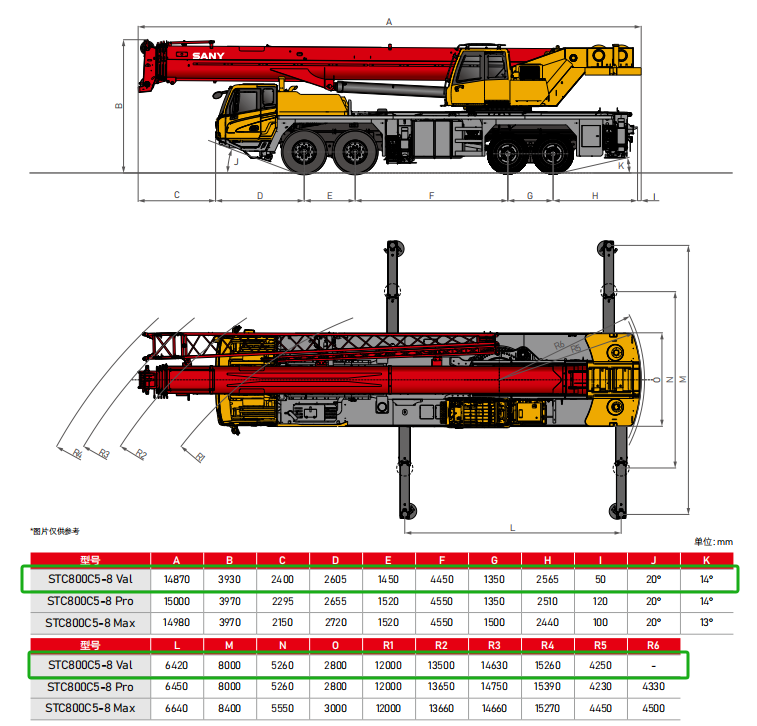 A
SANY
B
J
K
C D E F G H I
R6
R5
O N M
R4 R3 R2 R1
L
*图片仅供参考
单位：mm
型号 A B C D E F G H I J K
STC800C5-8 Val 14870 3930 2400 2605 1450 4450 1350 2565 50 20° 14°
STC800C5-8 Pro 15000 3970 2295 2655 1520 4550 1350 2510 120 20° 14°
STC800C5-8 Max 14980 3970 2150 2720 1520 4550 1500 2440 100 20° 13°
型号 L M N O R1 R2 R3 R4 R5 R6
STC800C5-8 Val 6420 8000 5260 2800 12000 13500 14630 15260 4250 -
STC800C5-8 Pro 6450 8000 5260 2800 12000 13650 14750 15390 4230 4330
STC800C5-8 Max 6640 8400 5550 3000 12000 13660 14660 15270 4450 4500